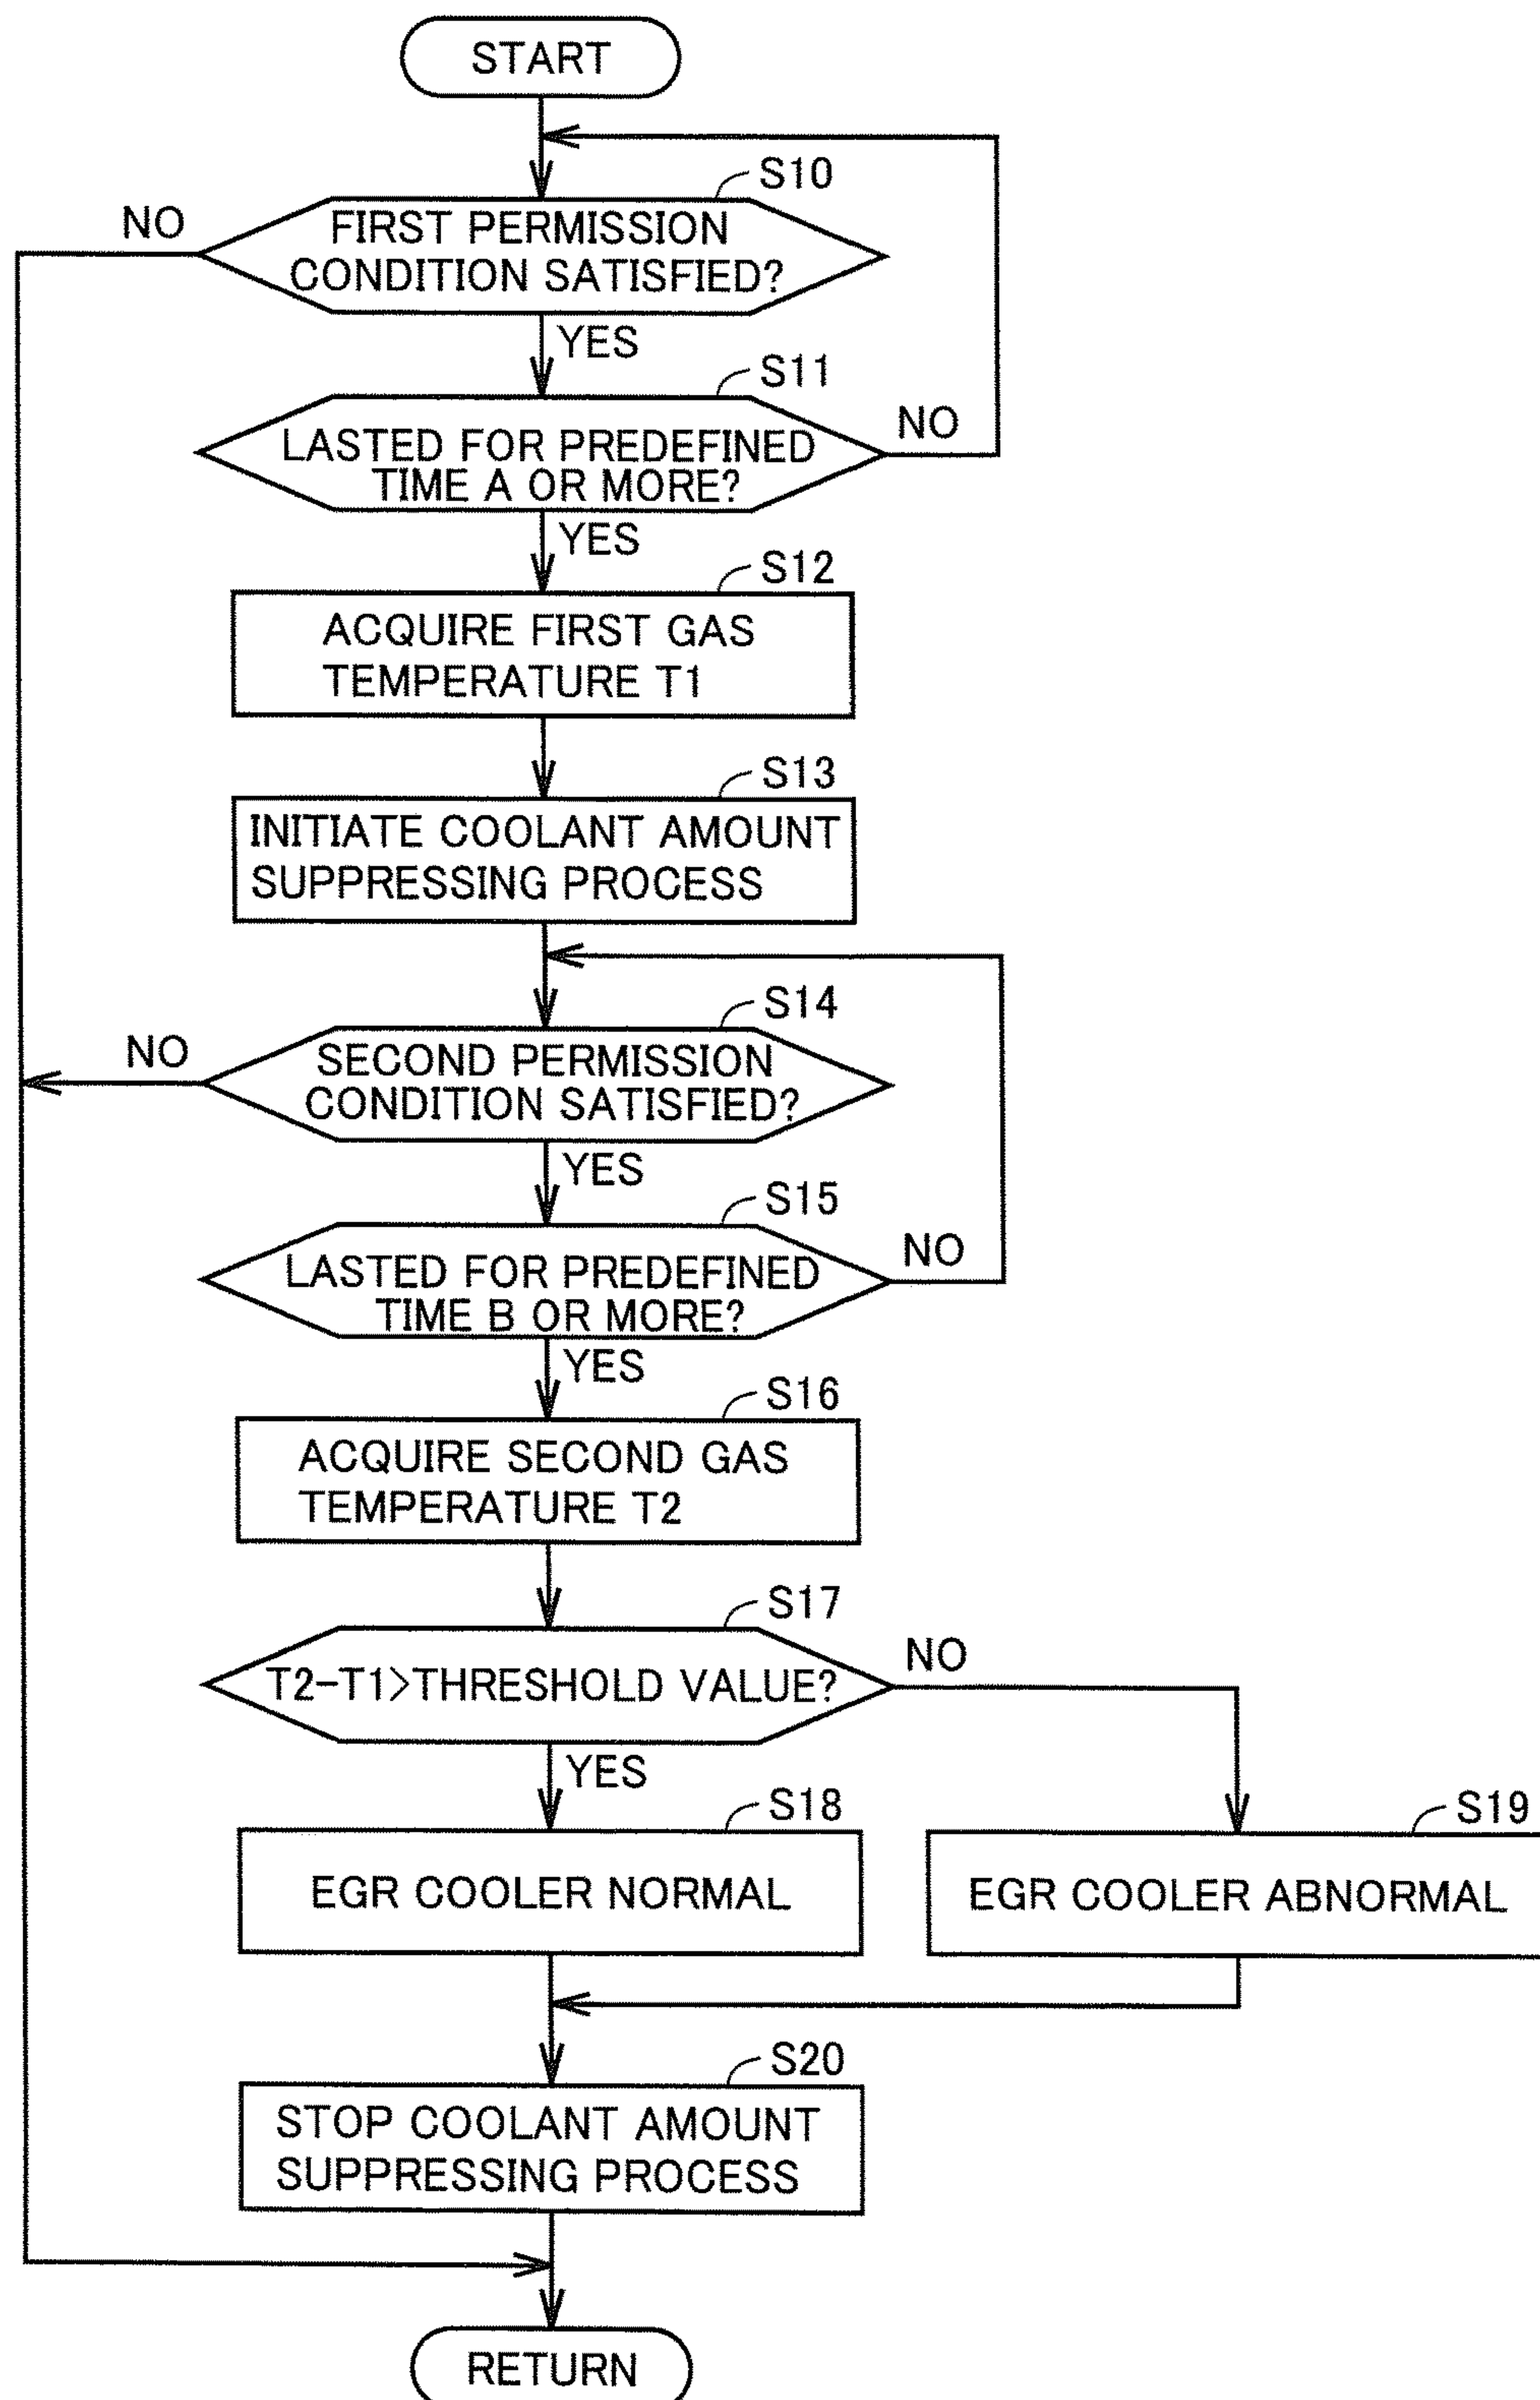 START
S10
NO
FIRST PERMISSION
CONDITION SATISFIED?
YES
S11
NO
LASTED FOR PREDEFINED
TIME A OR MORE?
YES
S12
ACQUIRE FIRST GAS
TEMPERATURE T1
S13
INITIATE COOLANT AMOUNT
SUPPRESSING PROCESS
S14
NO
SECOND PERMISSION
CONDITION SATISFIED?
YES
S15
NO
LASTED FOR PREDEFINED
TIME B OR MORE?
YES
S16
ACQUIRE SECOND GAS
TEMPERATURE T2
S17
NO
T2-T1>THRESHOLD VALUE?
YES
S18
S19
EGR COOLER NORMAL
EGR COOLER ABNORMAL
S20
STOP COOLANT AMOUNT
SUPPRESSING PROCESS
RETURN